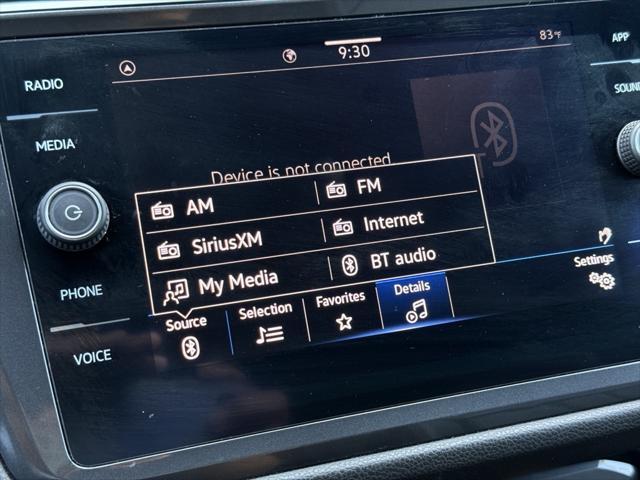 9:30
83°F
RADIO
APP
SOUND
MEDIA
Device is not connected
AM
FM
SiriusXM
Internet
My Media
BT audio
Settings
PHONE
Source
Selection
Favorites
Details
VOICE